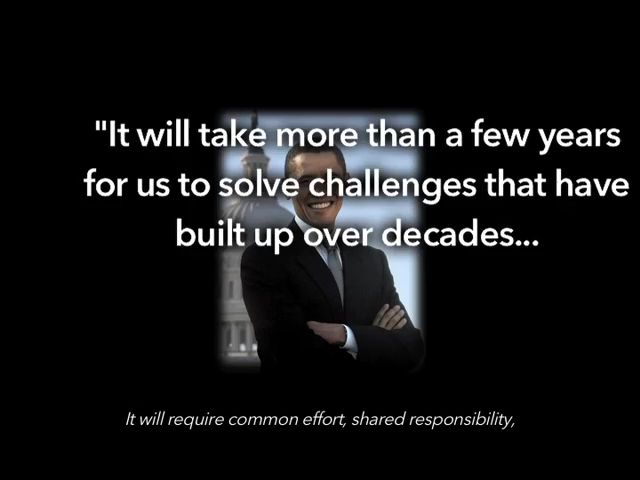 "It will take more than a few years
for us to solve challenges that have
built up over decades...
It will require common effort, shared responsibility,